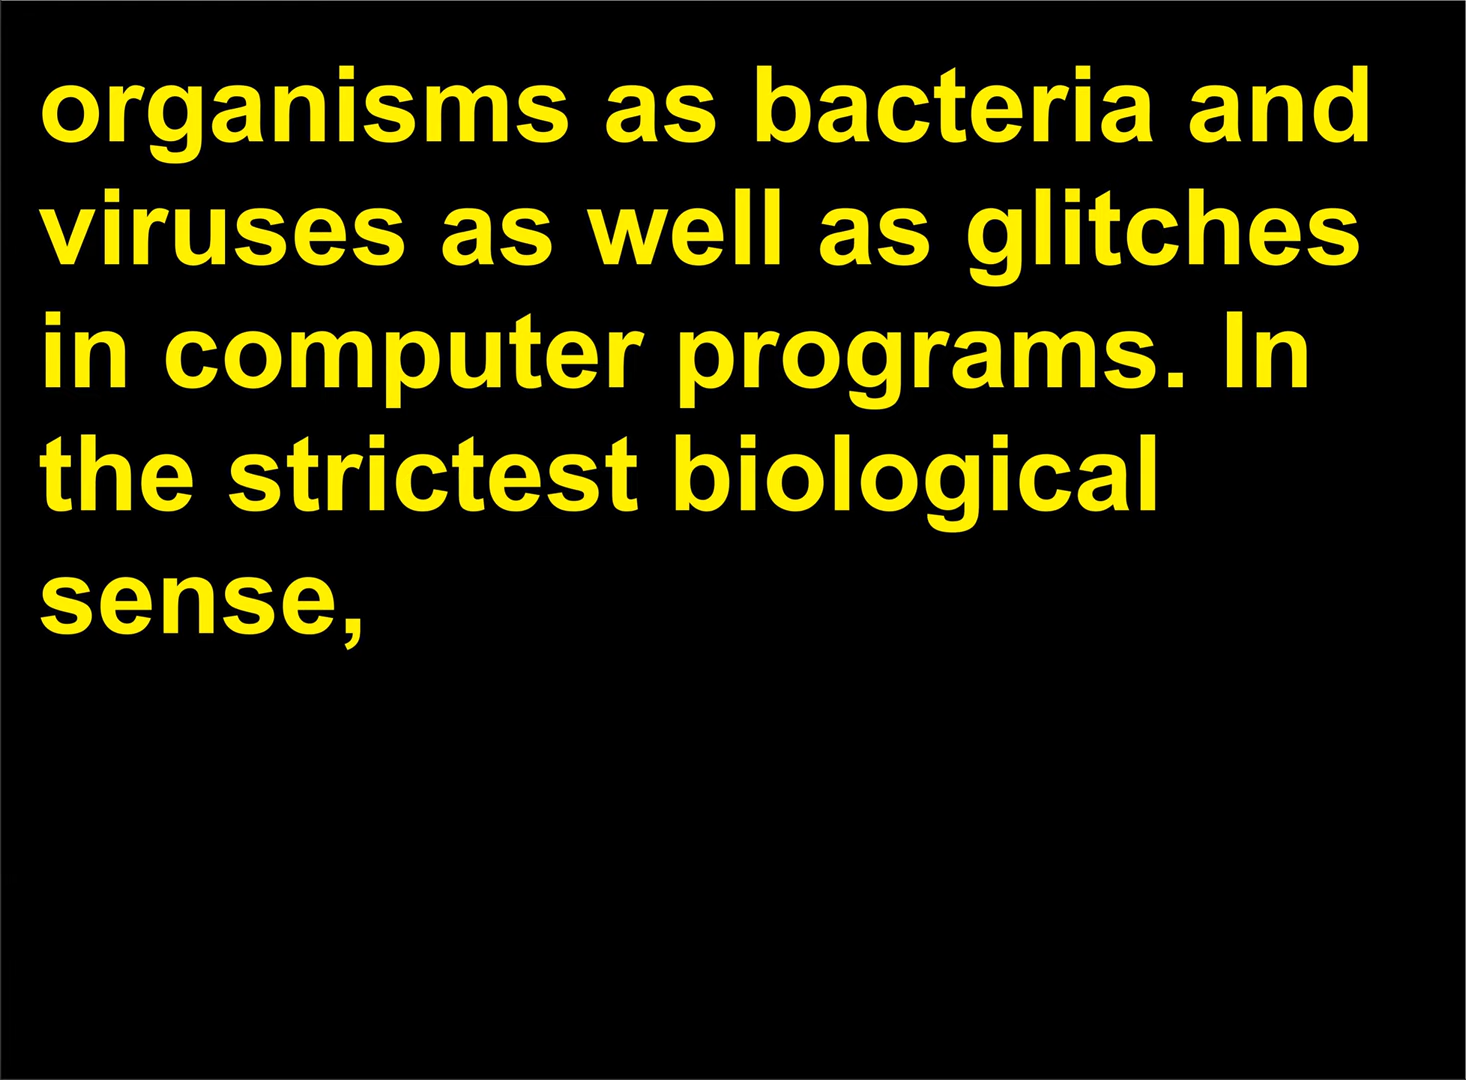 organisms as bacteria and
viruses as well as glitches
in computer programs. In
the strictest biological
sense,